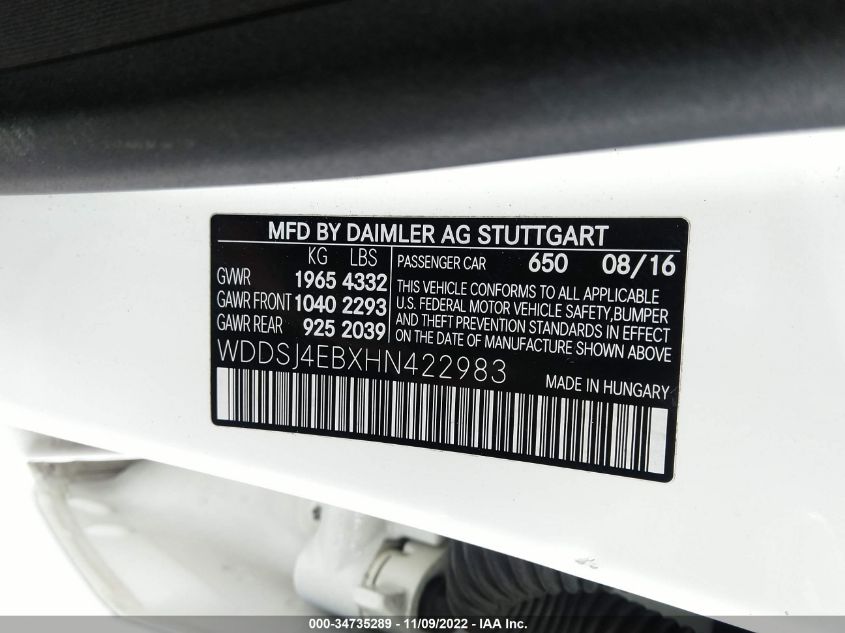 MFD BY DAIMLER AG STUTTGART
KG LBS
GVWR 1965 4332
GAWR FRONT 1040 2293
GAWR REAR 925 2039
PASSENGER CAR 650 08/16
THIS VEHICLE CONFORMS TO ALL APPLICABLE
U.S. FEDERAL MOTOR VEHICLE SAFETY,BUMPER
AND THEFT PREVENTION STANDARDS IN EFFECT
ON DATE OF MANUFACTURE SHOWN ABOVE
WDDSJ4EBXHN422983
MADE IN HUNGARY
000-34735289 - 11/09/2022 - IAA Inc.